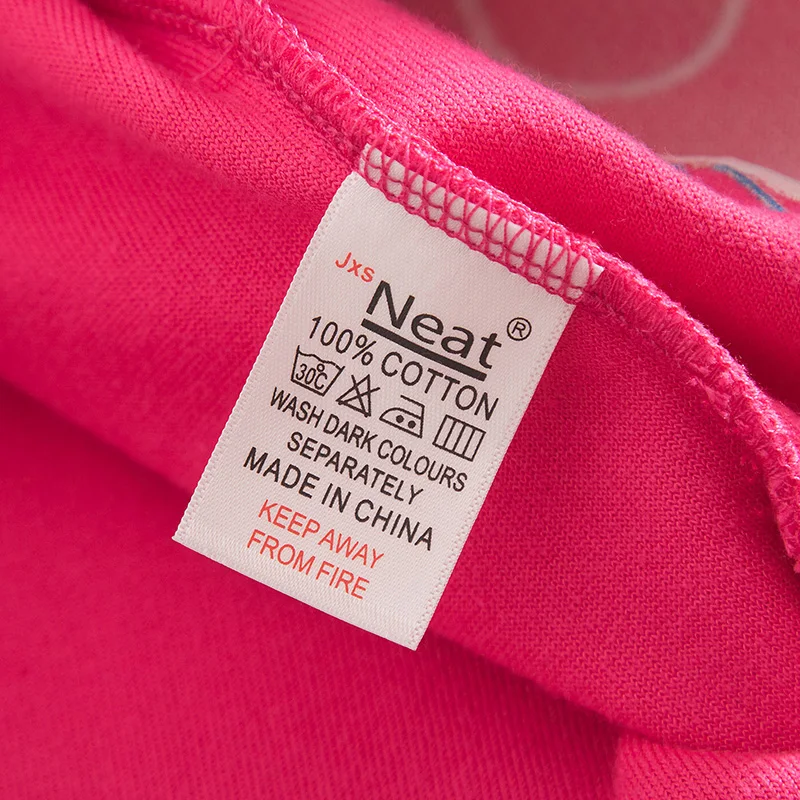 Jxs
Neat®
100% COTTON
30℃
WASH DARK COLOURS
SEPARATELY
MADE IN CHINA
KEEP AWAY
FROM FIRE